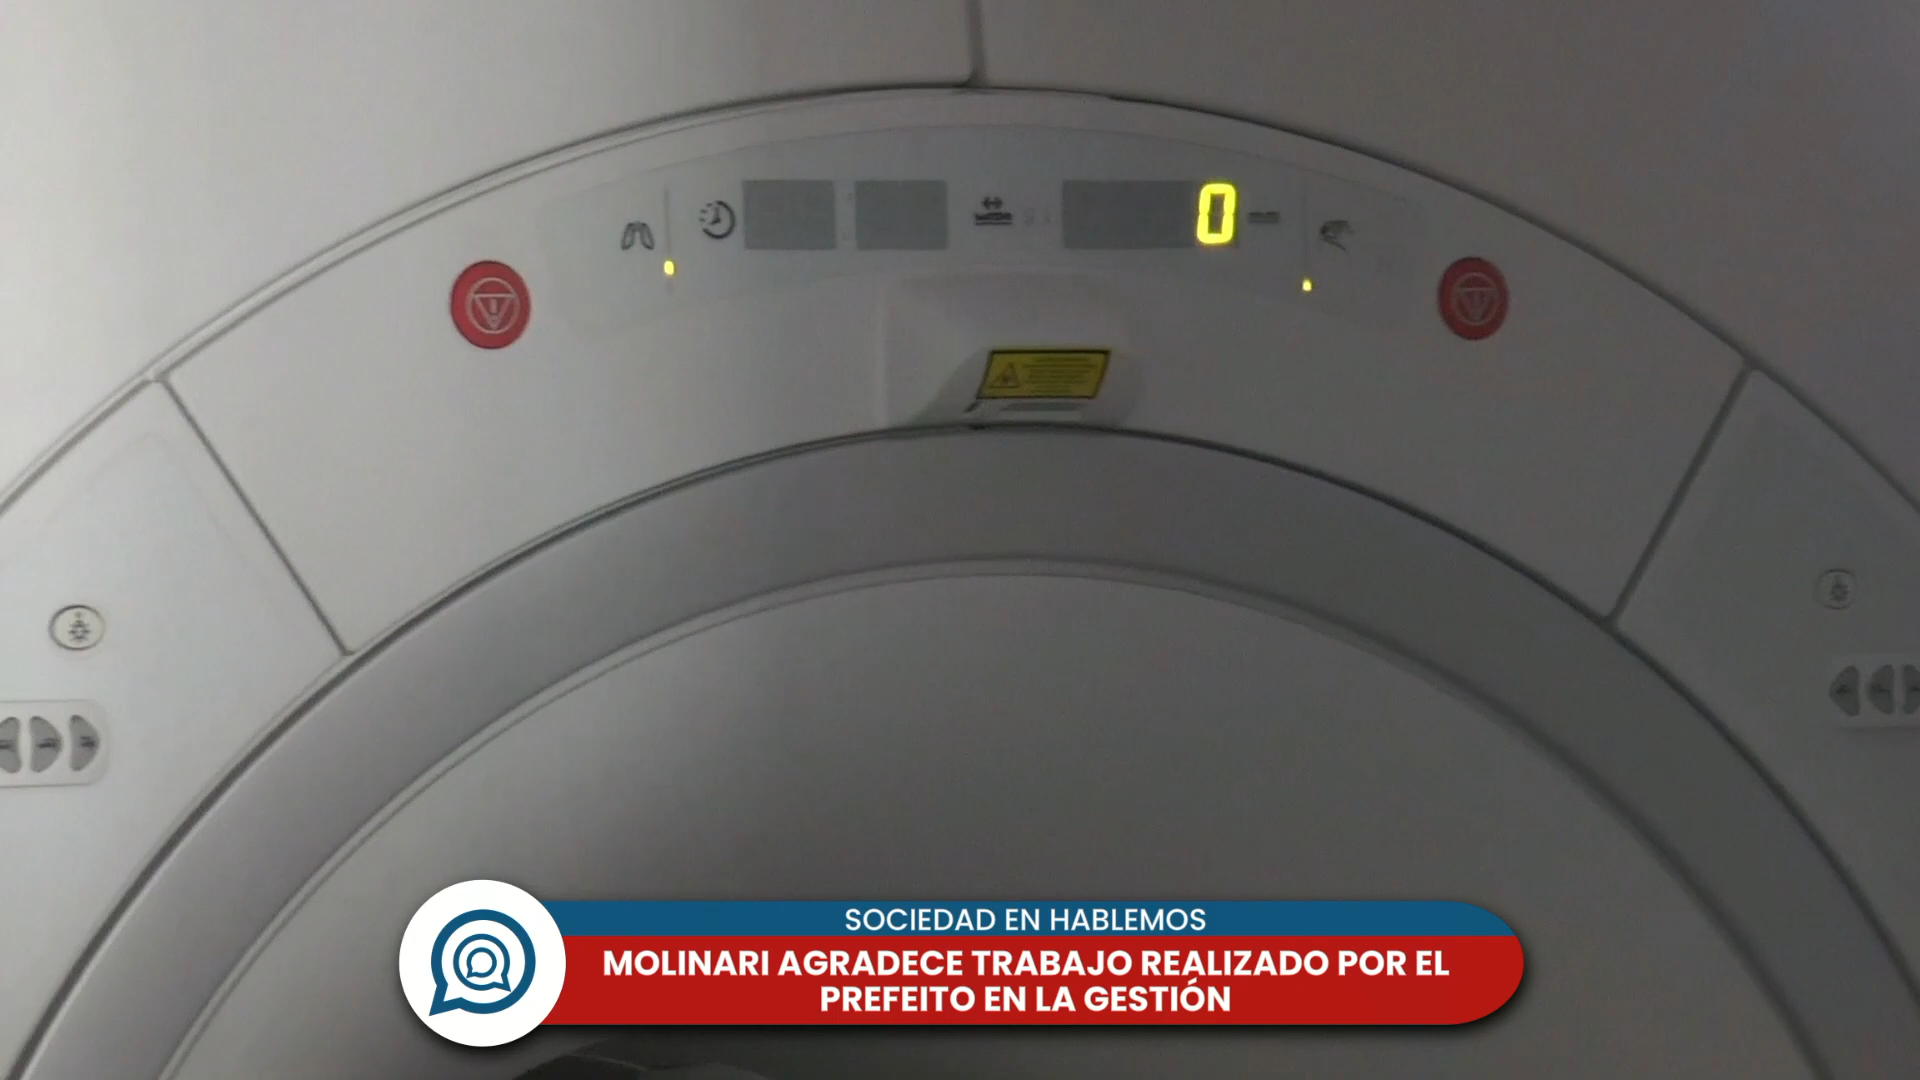 0
SOCIEDAD EN HABLEMOS
MOLINARI AGRADECE TRABAJO REALIZADO POR EL
PREFEITO EN LA GESTIÓN